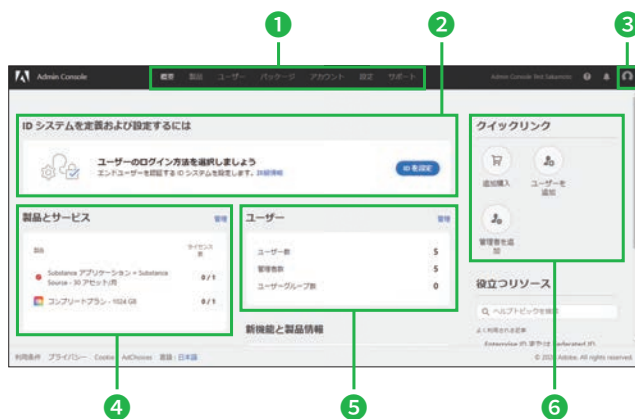 1
2
3
Admin Console
概要 製品 ユーザー パッケージ アカウント 設定 サポート
Admin Console Test Sakamoto
ID システムを定義および設定するには
ユーザーのログイン方法を選択しましょう
エンドユーザーを認証する ID システムを設定します。詳細情報
ID を設定
クイックリンク
追加購入
ユーザーを
追加
管理者を追
加
製品とサービス
管理
製品
ライセンス
数
Substance アプリケーション + Substance
Source - 30 アセット/月
0 / 1
コンプリートプラン - 1024 GB
0 / 1
ユーザー
管理
ユーザー数 5
管理者数 5
ユーザーグループ数 0
役立つリソース
ヘルプトピックを検索
よく利用される記事
Enterprise ID または Federated ID
新機能と製品情報
利用条件 プライバシー Cookie AdChoices 言語 : 日本語
Adobe. All rights reserved.
4
5
6